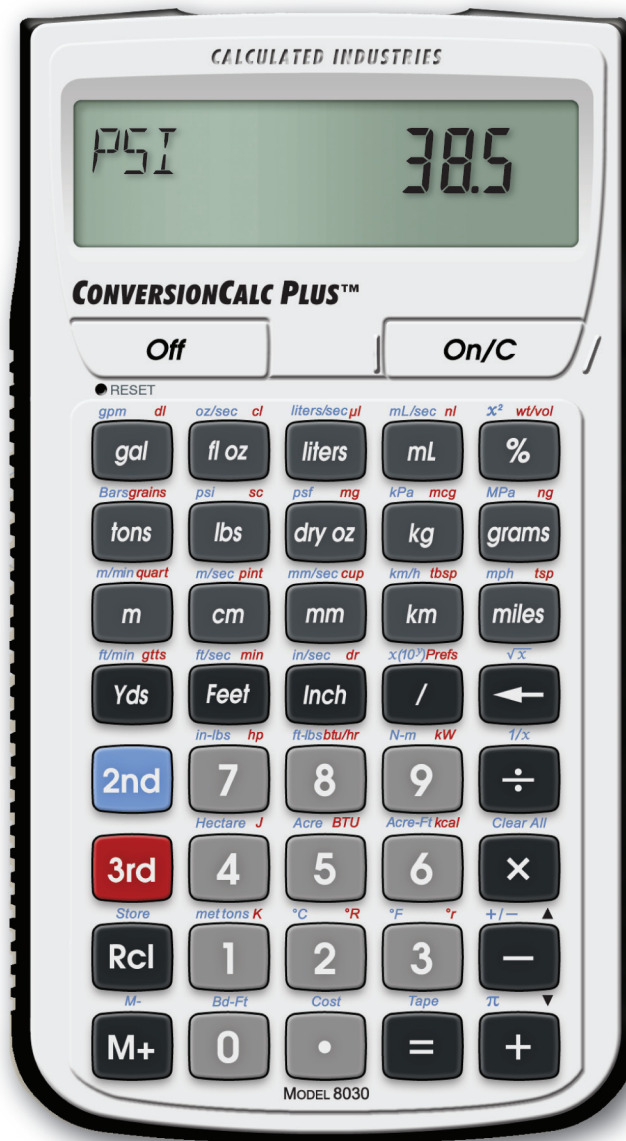 CALCULATED INDUSTRIES
PSI 38.5
CONVERSIONCALC PLUS™
Off On/C
RESET
gpm dl oz/sec cl liters/sec µl mL/sec nl x² wt/vol
gal fl oz liters mL %
Bars grains psi sc psf mg kPa mcg MPa ng
tons lbs dry oz kg grams
m/min quart m/sec pint mm/sec cup km/h tbsp mph tsp
m cm mm km miles
ft/min gtts ft/sec min in/sec dr x(10ʸ) Prefs √x
Yds Feet Inch / ←
in-lbs hp ft-lbs btu/hr N-m kW 1/x
2nd 7 8 9 ÷
Hectare J Acre BTU Acre-Ft kcal Clear All
3rd 4 5 6 ×
Store met tons K °C °R °F °r +/− ▲
Rcl 1 2 3 −
M- Bd-Ft Cost Tape π ▼
M+ 0 • = +
MODEL 8030